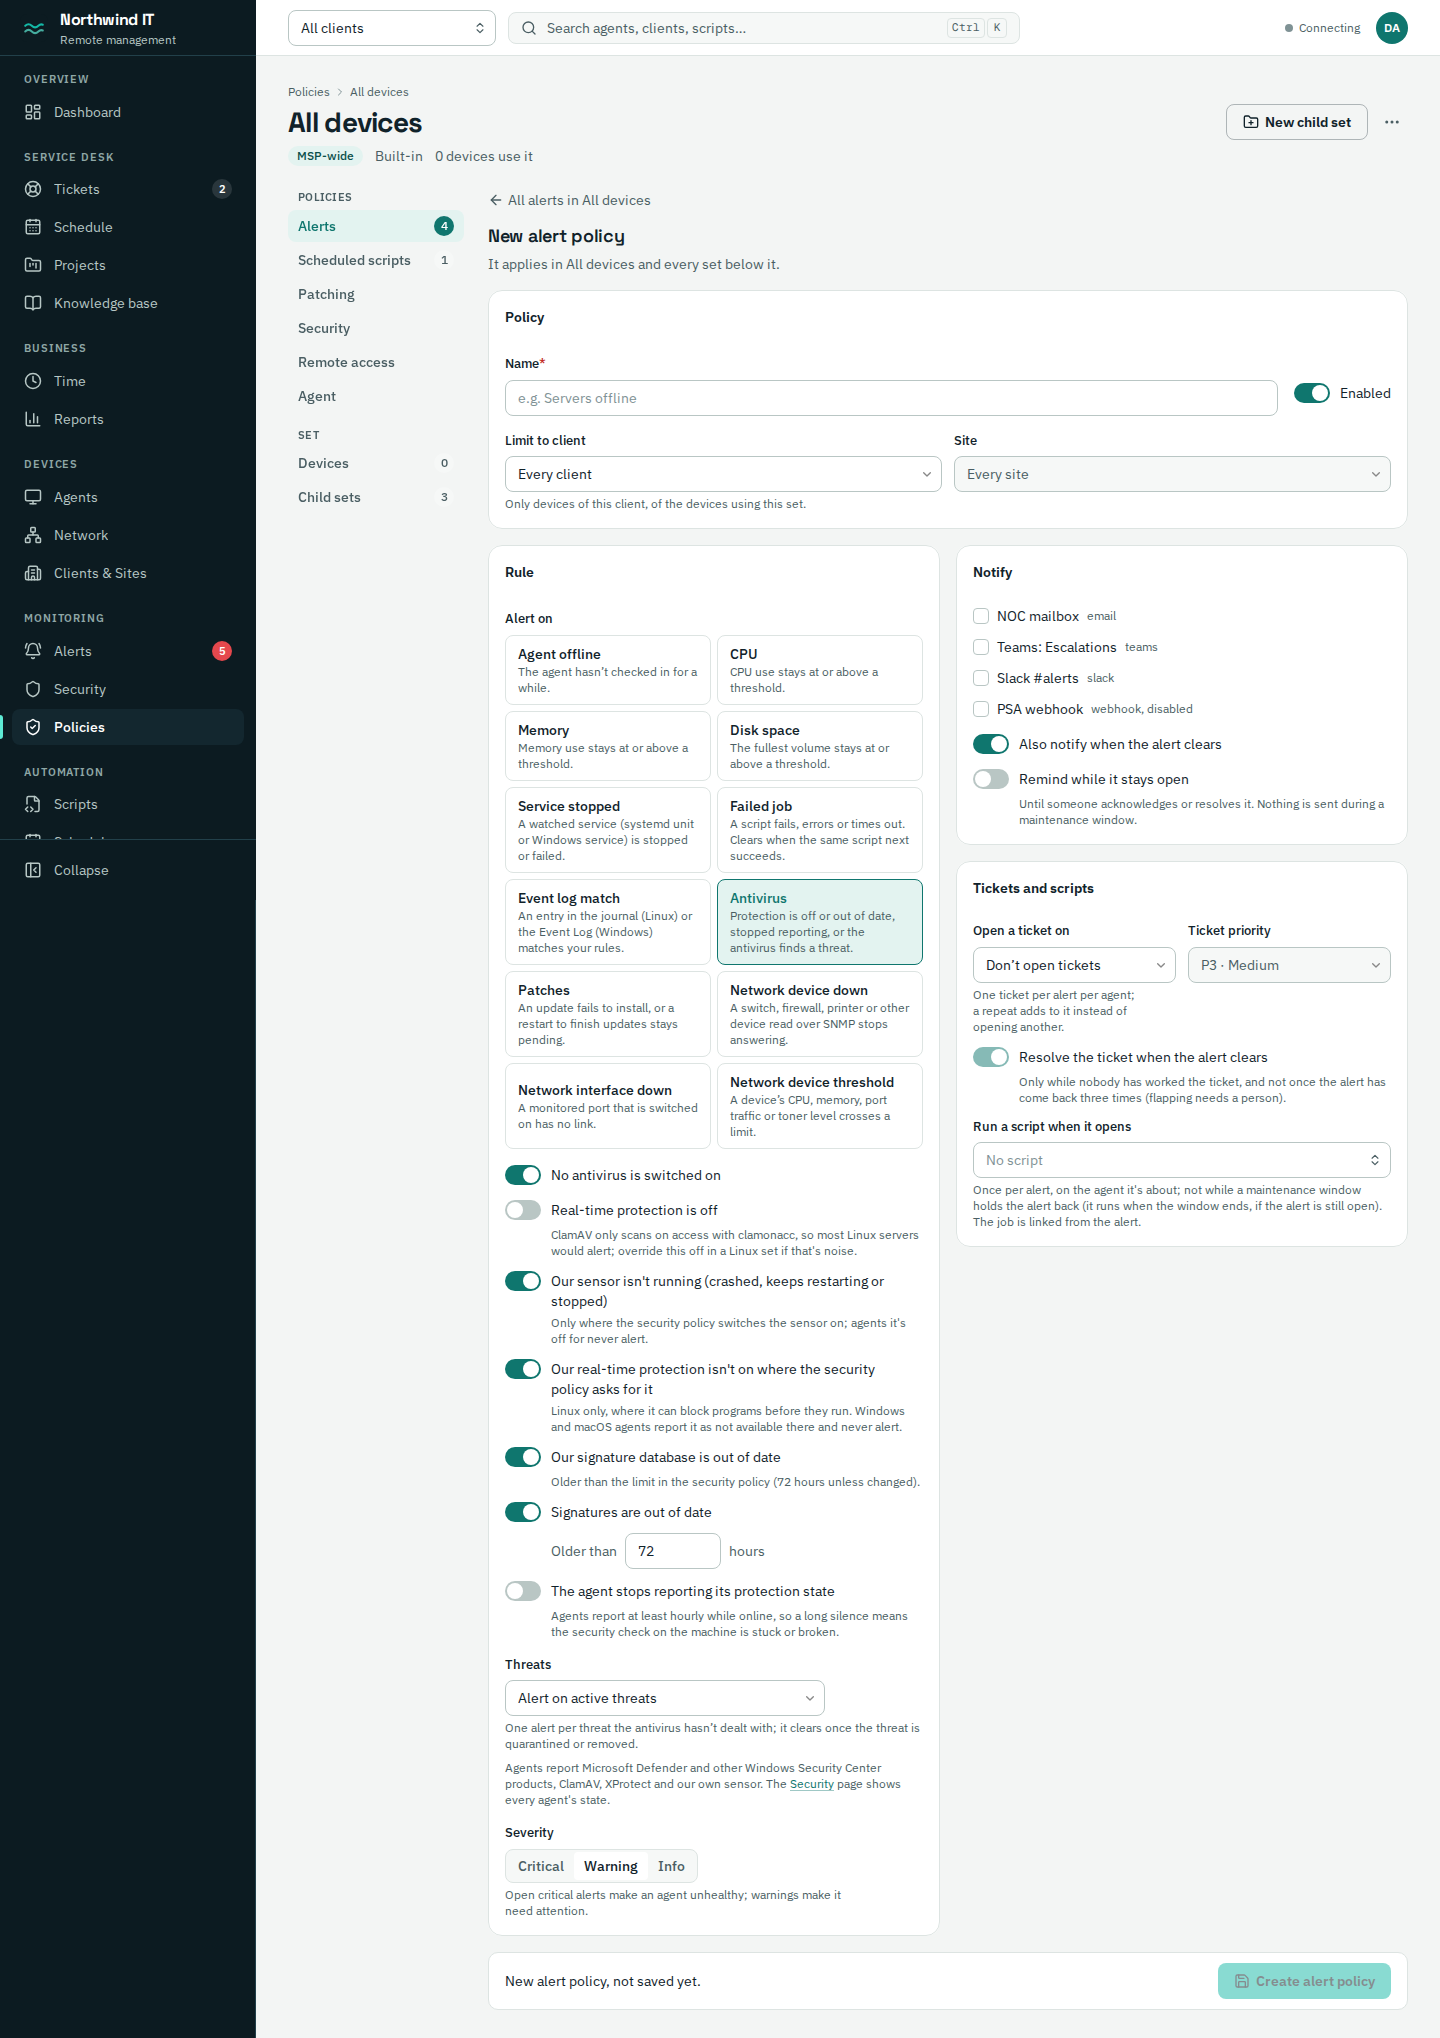 Northwind IT
Remote management
All clients
Search agents, clients, scripts...
Ctrl K
Connecting
DA
OVERVIEW
Dashboard
SERVICE DESK
Tickets 2
Schedule
Projects
Knowledge base
BUSINESS
Time
Reports
DEVICES
Agents
Network
Clients & Sites
MONITORING
Alerts 5
Security
Policies
AUTOMATION
Scripts
Collapse
Policies > All devices
All devices
New child set
MSP-wide Built-in 0 devices use it
POLICIES
Alerts 4
Scheduled scripts 1
Patching
Security
Remote access
Agent
SET
Devices 0
Child sets 3
All alerts in All devices
New alert policy
It applies in All devices and every set below it.
Policy
Name*
e.g. Servers offline
Enabled
Limit to client
Every client
Only devices of this client, of the devices using this set.
Site
Every site
Rule
Alert on
Agent offline
The agent hasn’t checked in for a
while.
CPU
CPU use stays at or above a
threshold.
Memory
Memory use stays at or above a
threshold.
Disk space
The fullest volume stays at or
above a threshold.
Service stopped
A watched service (systemd unit
or Windows service) is stopped
or failed.
Failed job
A script fails, errors or times out.
Clears when the same script next
succeeds.
Event log match
An entry in the journal (Linux) or
the Event Log (Windows)
matches your rules.
Antivirus
Protection is off or out of date,
stopped reporting, or the
antivirus finds a threat.
Patches
An update fails to install, or a
restart to finish updates stays
pending.
Network device down
A switch, firewall, printer or other
device read over SNMP stops
answering.
Network interface down
A monitored port that is switched
on has no link.
Network device threshold
A device’s CPU, memory, port
traffic or toner level crosses a
limit.
No antivirus is switched on
Real-time protection is off
ClamAV only scans on access with clamonacc, so most Linux servers
would alert; override this off in a Linux set if that's noise.
Our sensor isn't running (crashed, keeps restarting or
stopped)
Only where the security policy switches the sensor on; agents it's
off for never alert.
Our real-time protection isn't on where the security
policy asks for it
Linux only, where it can block programs before they run. Windows
and macOS agents report it as not available there and never alert.
Our signature database is out of date
Older than the limit in the security policy (72 hours unless changed).
Signatures are out of date
Older than 72 hours
The agent stops reporting its protection state
Agents report at least hourly while online, so a long silence means
the security check on the machine is stuck or broken.
Threats
Alert on active threats
One alert per threat the antivirus hasn’t dealt with; it clears once the threat is
quarantined or removed.
Agents report Microsoft Defender and other Windows Security Center
products, ClamAV, XProtect and our own sensor. The Security page shows
every agent's state.
Severity
Critical Warning Info
Open critical alerts make an agent unhealthy; warnings make it
need attention.
Notify
NOC mailbox email
Teams: Escalations teams
Slack #alerts slack
PSA webhook webhook, disabled
Also notify when the alert clears
Remind while it stays open
Until someone acknowledges or resolves it. Nothing is sent during a
maintenance window.
Tickets and scripts
Open a ticket on
Don’t open tickets
One ticket per alert per agent;
a repeat adds to it instead of
opening another.
Ticket priority
P3 · Medium
Resolve the ticket when the alert clears
Only while nobody has worked the ticket, and not once the alert has
come back three times (flapping needs a person).
Run a script when it opens
No script
Once per alert, on the agent it's about; not while a maintenance window
holds the alert back (it runs when the window ends, if the alert is still open).
The job is linked from the alert.
New alert policy, not saved yet.
Create alert policy